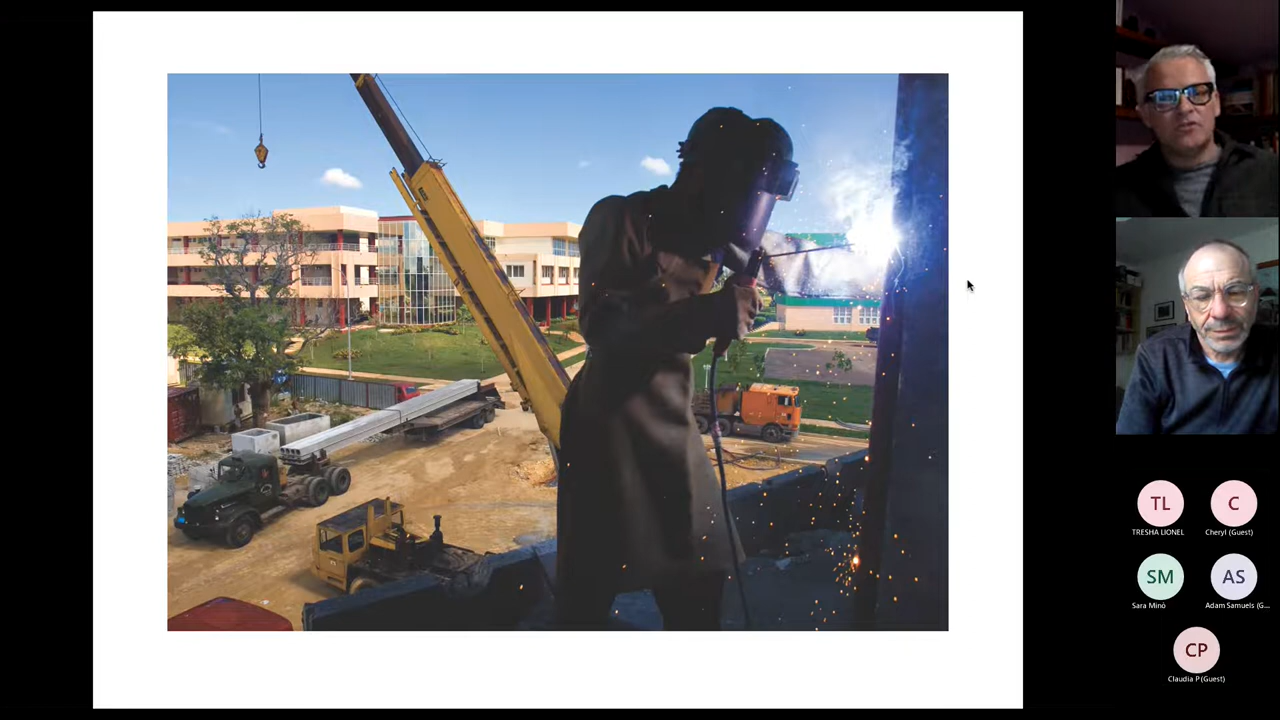 TL
C
TRESHA LIONEL
Cheryl (Guest)
SM
AS
Sara Minó
Adam Samuels (G...
CP
Claudia P (Guest)